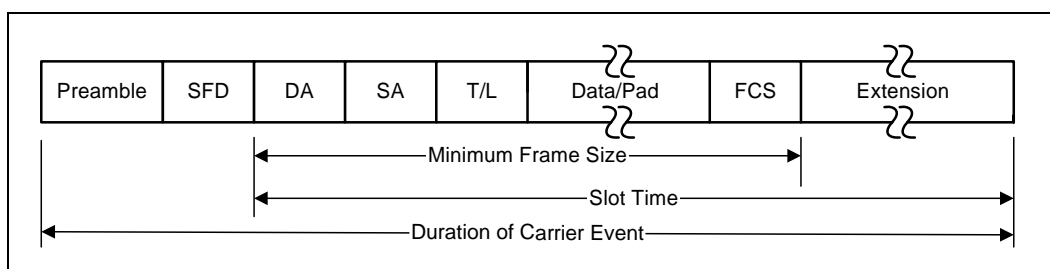 Preamble SFD DA SA T/L Data/Pad FCS Extension
Minimum Frame Size
Slot Time
Duration of Carrier Event